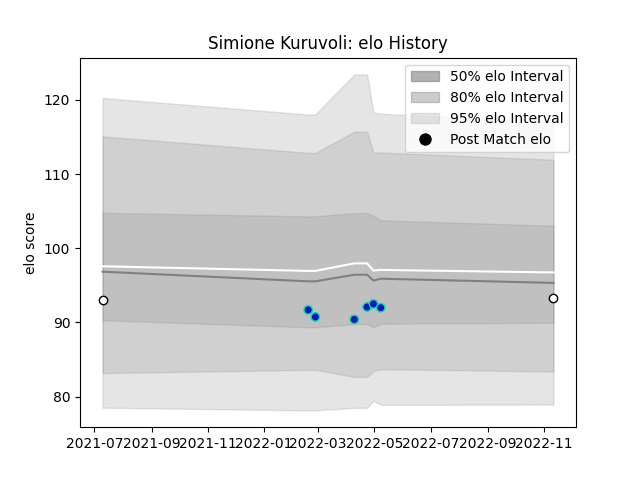 Simione Kuruvoli: elo History
50% elo Interval
80% elo Interval
95% elo Interval
Post Match elo
elo score
120
110
100
90
80
2021-07 2021-09 2021-11 2022-01 2022-03 2022-05 2022-07 2022-09 2022-11